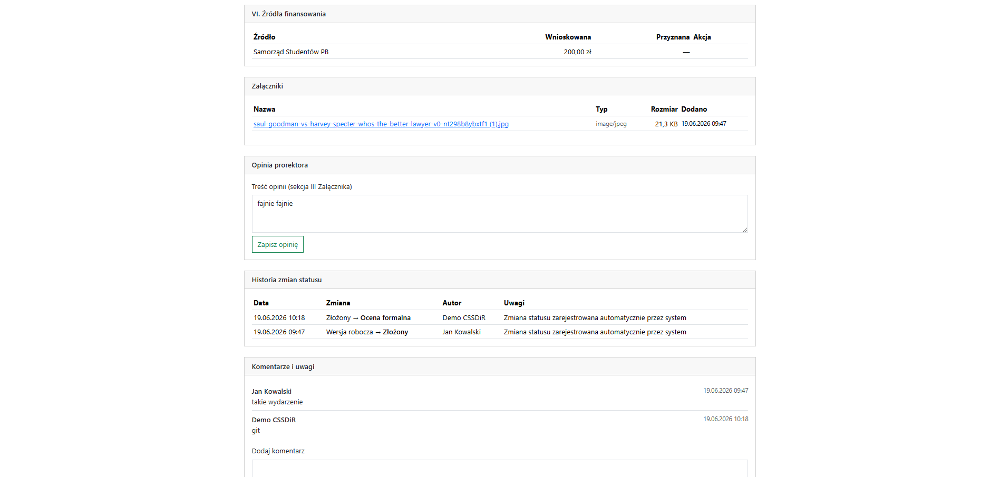 VI. Źródła finansowania
Źródło Wnioskowana Przyznana Akcja
Samorząd Studentów PB 200,00 zł —
Załączniki
Nazwa Typ Rozmiar Dodano
saul-goodman-vs-harvey-specter-whos-the-better-lawyer-v0-nt298b8ybxtf1 (1).jpg image/jpeg 21,3 KB 19.06.2026 09:47
Opinia prorektora
Treść opinii (sekcja III Załącznika)
fajnie fajnie
Zapisz opinię
Historia zmian statusu
Data Zmiana Autor Uwagi
19.06.2026 10:18 Złożony → Ocena formalna Demo CSSDiR Zmiana statusu zarejestrowana automatycznie przez system
19.06.2026 09:47 Wersja robocza → Złożony Jan Kowalski Zmiana statusu zarejestrowana automatycznie przez system
Komentarze i uwagi
Jan Kowalski 19.06.2026 09:47
takie wydarzenie
Demo CSSDiR 19.06.2026 10:18
git
Dodaj komentarz